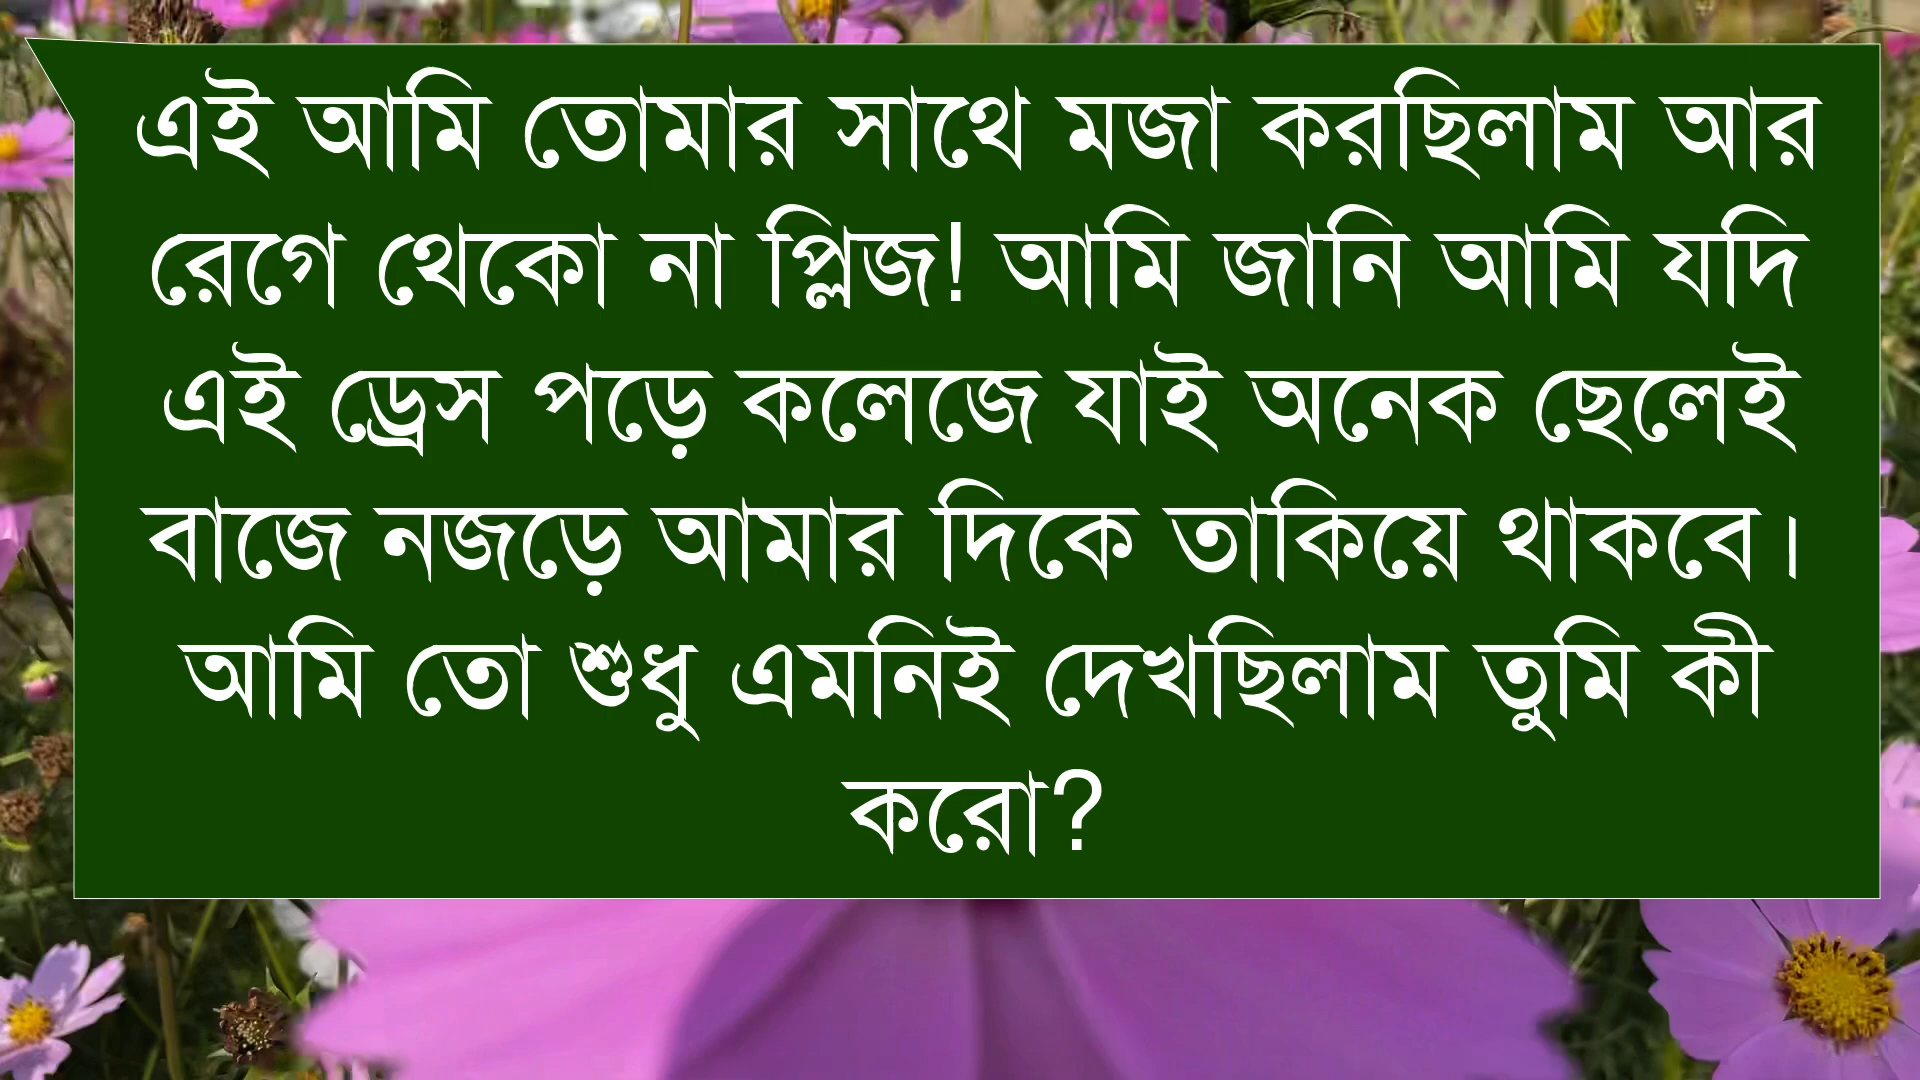 এই আমি তোমার সাথে মজা করছিলাম আর
রেগে থেকো না প্লিজ! আমি জানি আমি যদি
এই ড্রেস পড়ে কলেজে যাই অনেক ছেলেই
বাজে নজড়ে আমার দিকে তাকিয়ে থাকবে।
আমি তো শুধু এমনিই দেখছিলাম তুমি কী
করো?